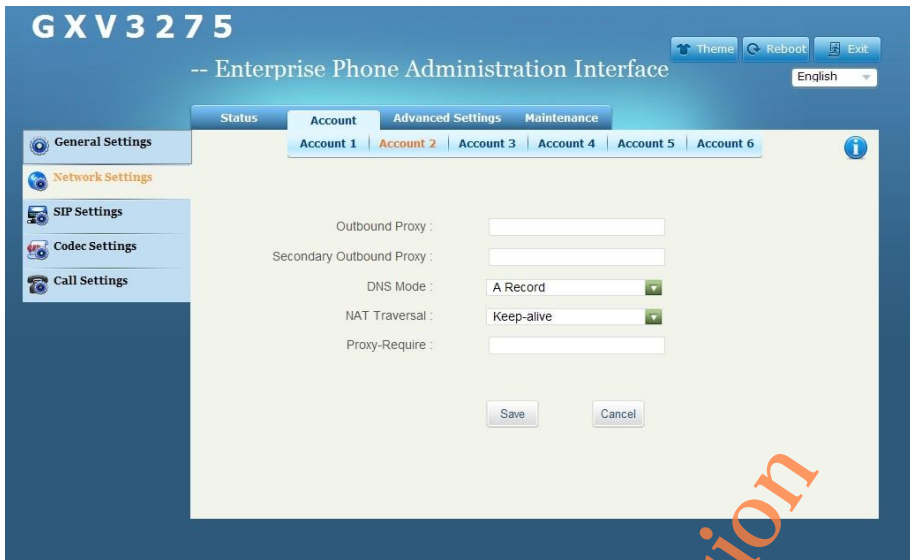 GXV3275
-- Enterprise Phone Administration Interface
Theme Reboot Exit
English
Status Account Advanced Settings Maintenance
Account 1 Account 2 Account 3 Account 4 Account 5 Account 6
General Settings
Network Settings
SIP Settings
Codec Settings
Call Settings
Outbound Proxy :
Secondary Outbound Proxy :
DNS Mode : A Record
NAT Traversal : Keep-alive
Proxy-Require :
Save Cancel